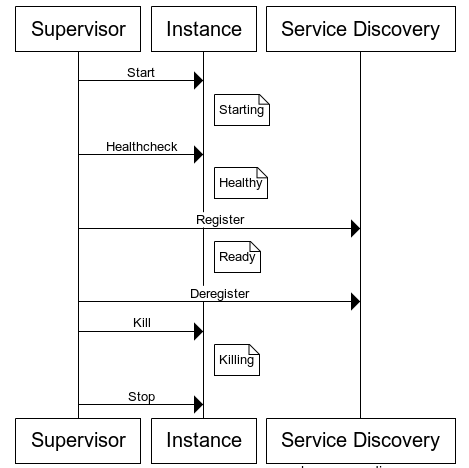 Supervisor Instance Service Discovery
Start
Starting
Healthcheck
Healthy
Register
Ready
Deregister
Kill
Killing
Stop
Supervisor Instance Service Discovery